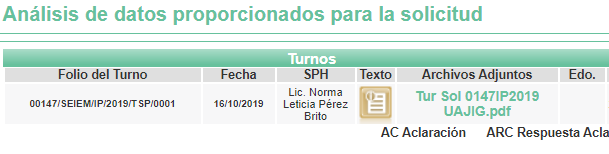 Análisis de datos proporcionados para la solicitud
Turnos
Folio del Turno Fecha SPH Texto Archivos Adjuntos Edo.
00147/SEIEM/IP/2019/TSP/0001 16/10/2019 Lic. Norma Leticia Pérez Brito Tur Sol 0147IP2019 UAJIG.pdf
AC Aclaración ARC Respuesta Acla